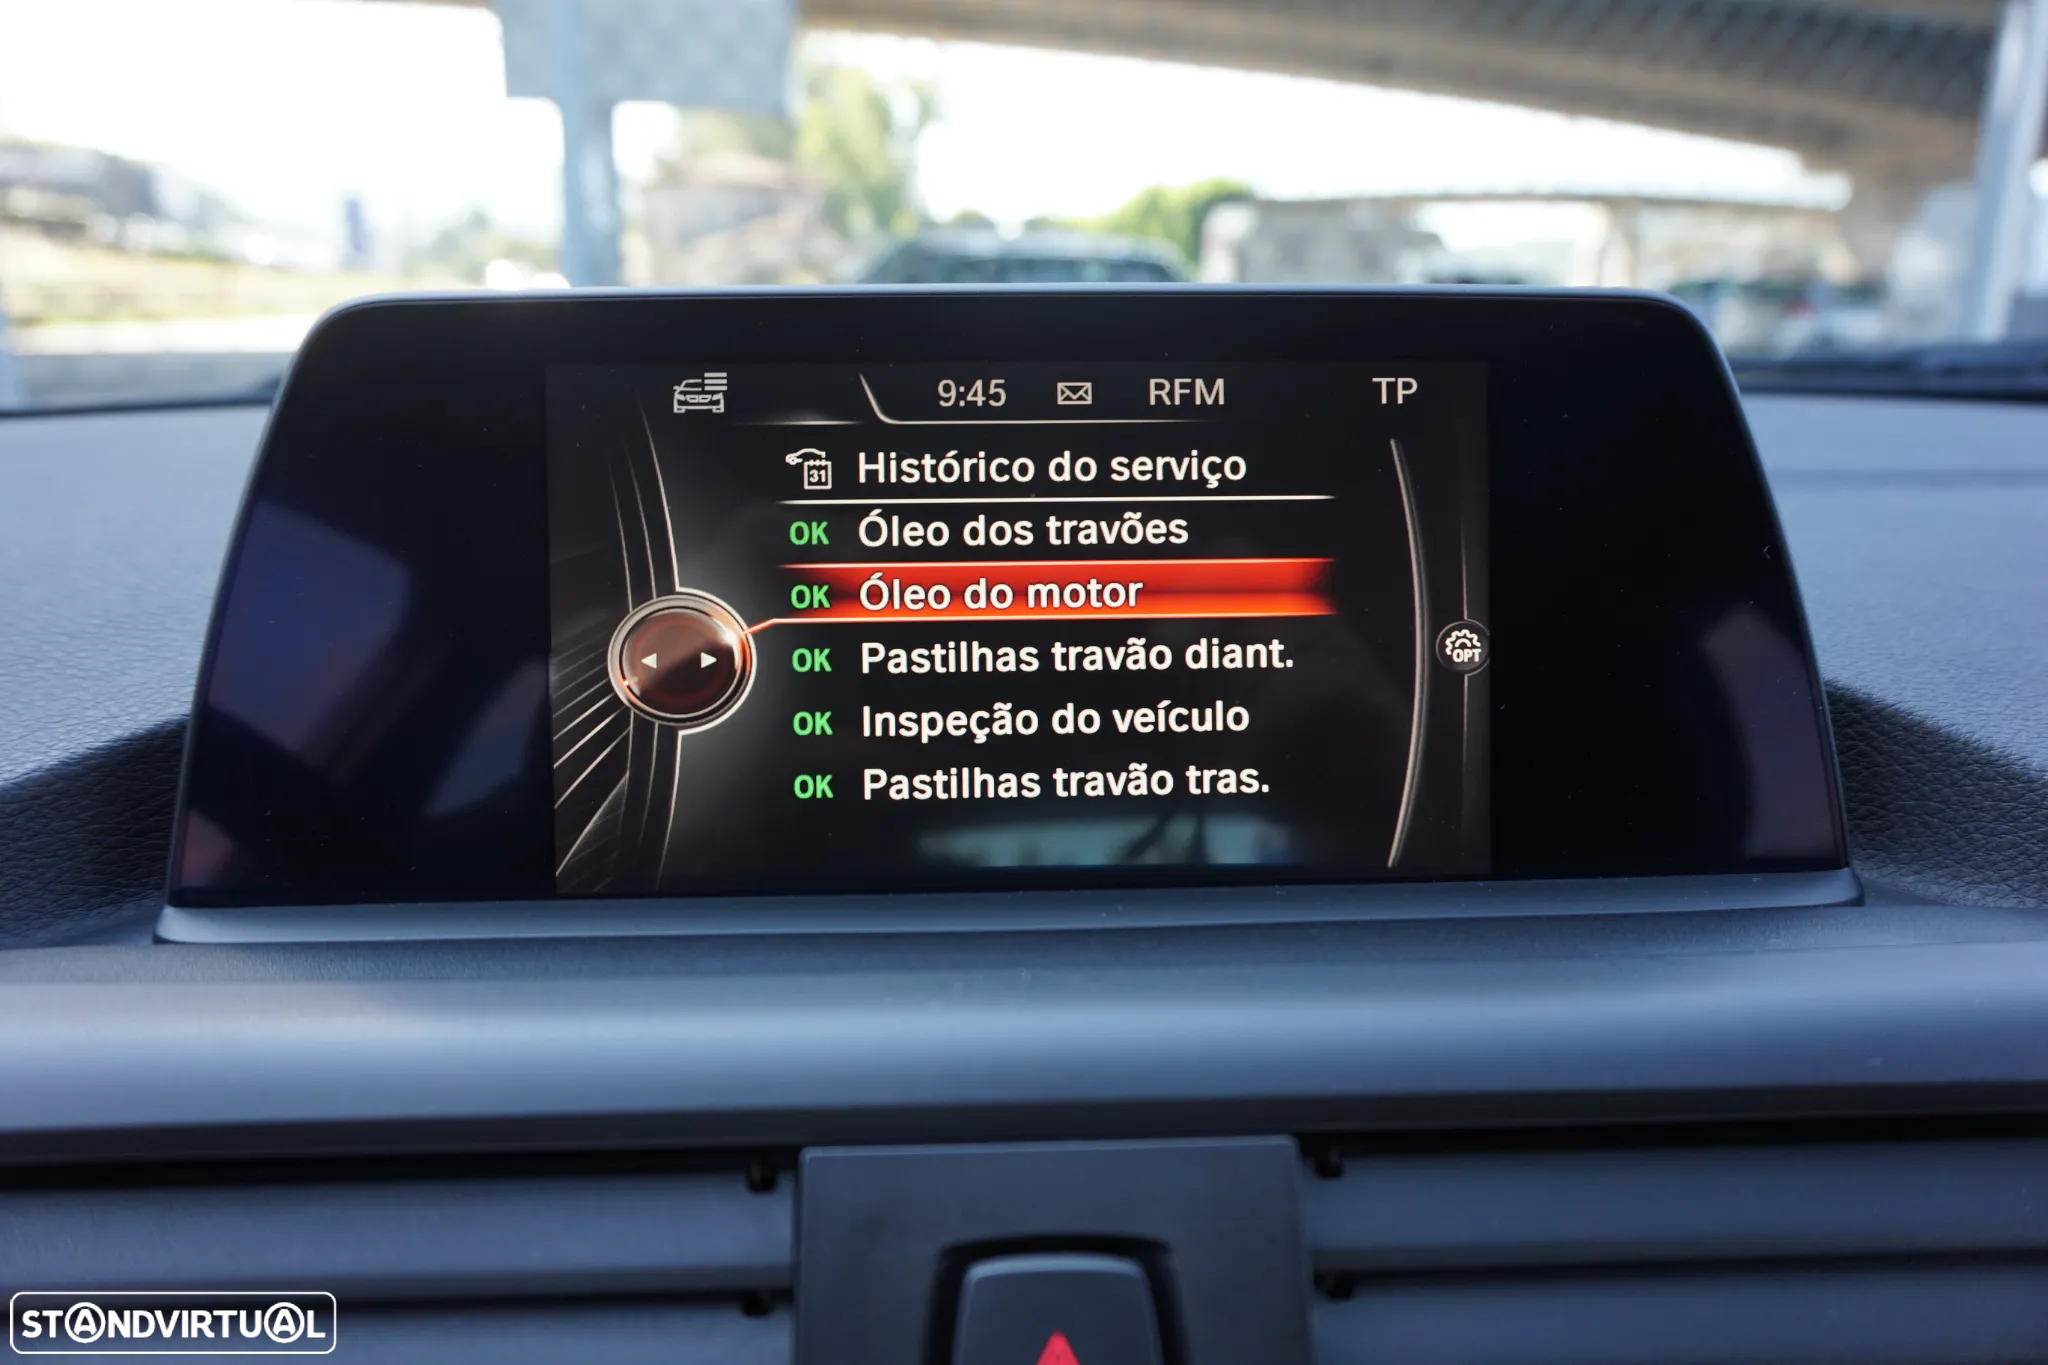 9:45 RFM TP
31 Histórico do serviço
OK Óleo dos travões
OK Óleo do motor
OK Pastilhas travão diant.
OPT
OK Inspeção do veículo
OK Pastilhas travão tras.
STANDVIRTUAL